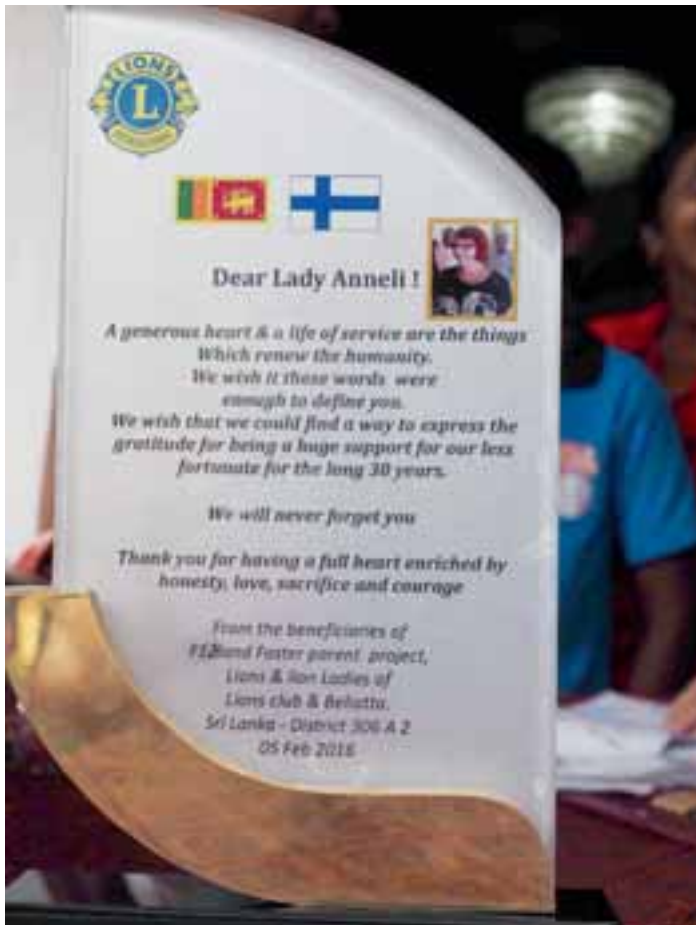 LIONS
L
Dear Lady Anneli !
A generous heart & a life of service are the things
Which renew the humanity.
We wish it those words were
enough to define you.
We wish that we could find a way to express the
gratitude for being a huge support for our less
fortunate for the long 30 years.
We will never forget you
Thank you for having a full heart enriched by
honesty, love, sacrifice and courage
From the beneficiaries of
and Faster parent project,
Lions & lion Ladies of
Lions club & Beliatta.
Sri Lanka - District 306 A 2
05 Feb 2016